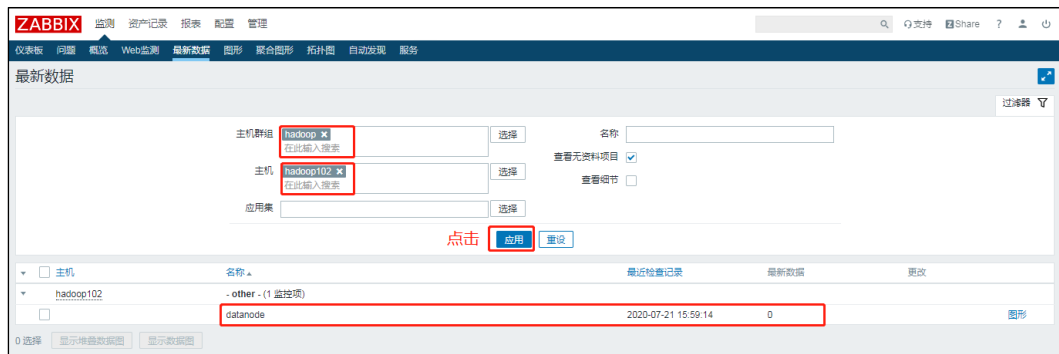 ZABBIX 监测 资产记录 报表 配置 管理 支持 Share ?
仪表板 问题 概览 Web监测 最新数据 图形 聚合图形 拓扑图 自动发现 服务
最新数据
过滤器
主机群组 hadoop × 选择 名称
在此输入搜索
查看无资料项目
主机 hadoop102 × 选择
在此输入搜索 查看细节
应用集 选择
点击 应用 重设
主机 名称 最近检查记录 最新数据 更改
hadoop102 - other - (1 监控项)
datanode 2020-07-21 15:59:14 0 图形
0 选择 显示堆叠数据图 显示数据图